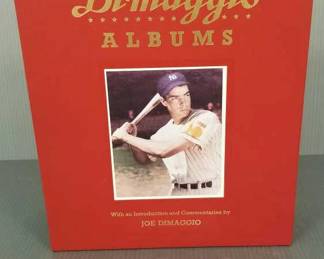 DiMaggio
ALBUMS
With an Introduction and Commentaries by
JOE DIMAGGIO